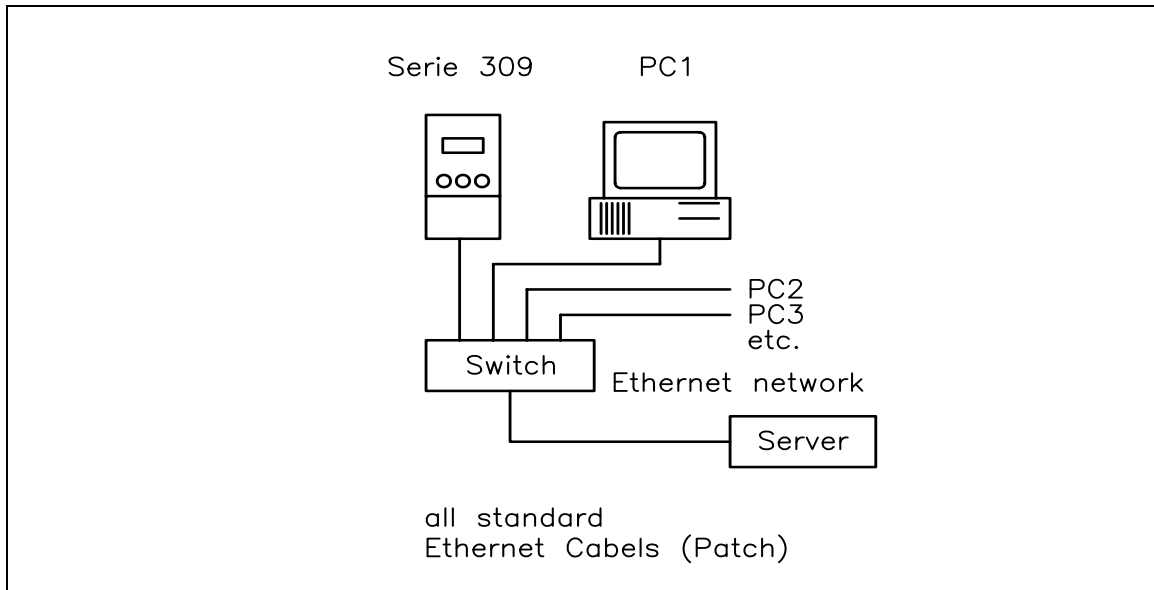 Serie 309
PC1
PC2
PC3
etc.
Switch
Ethernet network
Server
all standard
Ethernet Cabels (Patch)